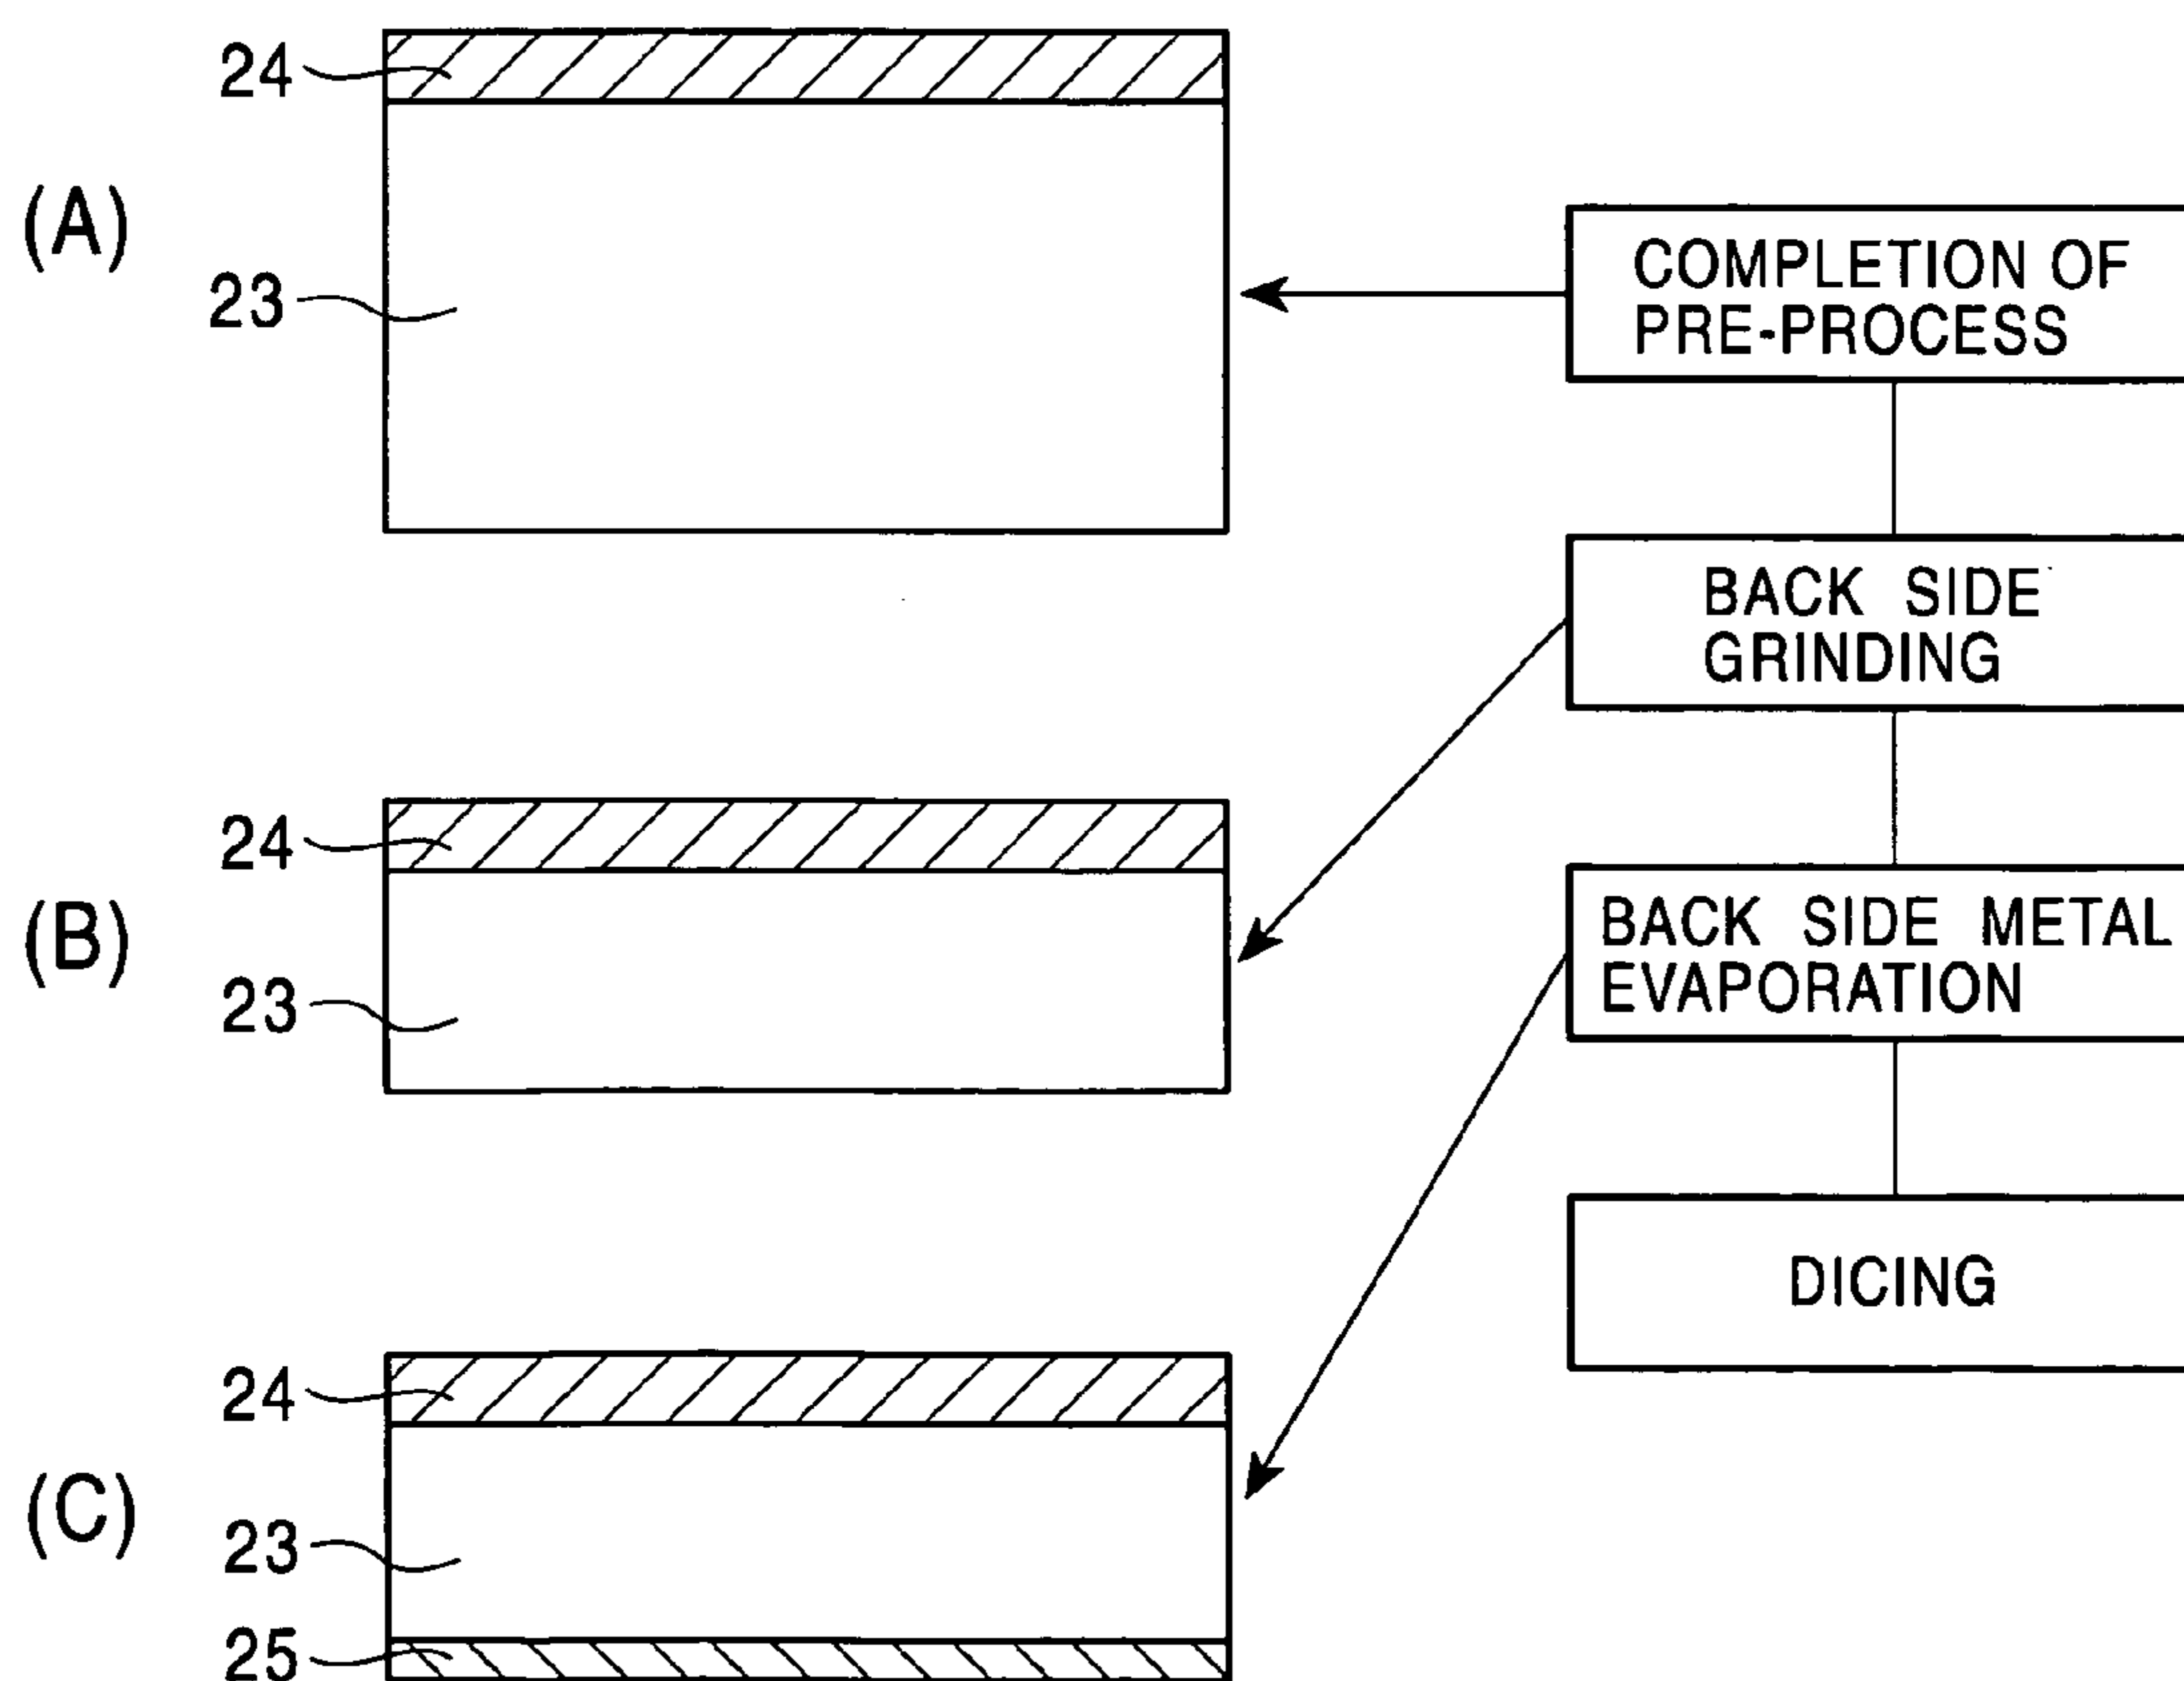 24
(A)
23
COMPLETION OF
PRE-PROCESS
BACK SIDE
GRINDING
24
(B)
23
BACK SIDE METAL
EVAPORATION
DICING
24
(C)
23
25